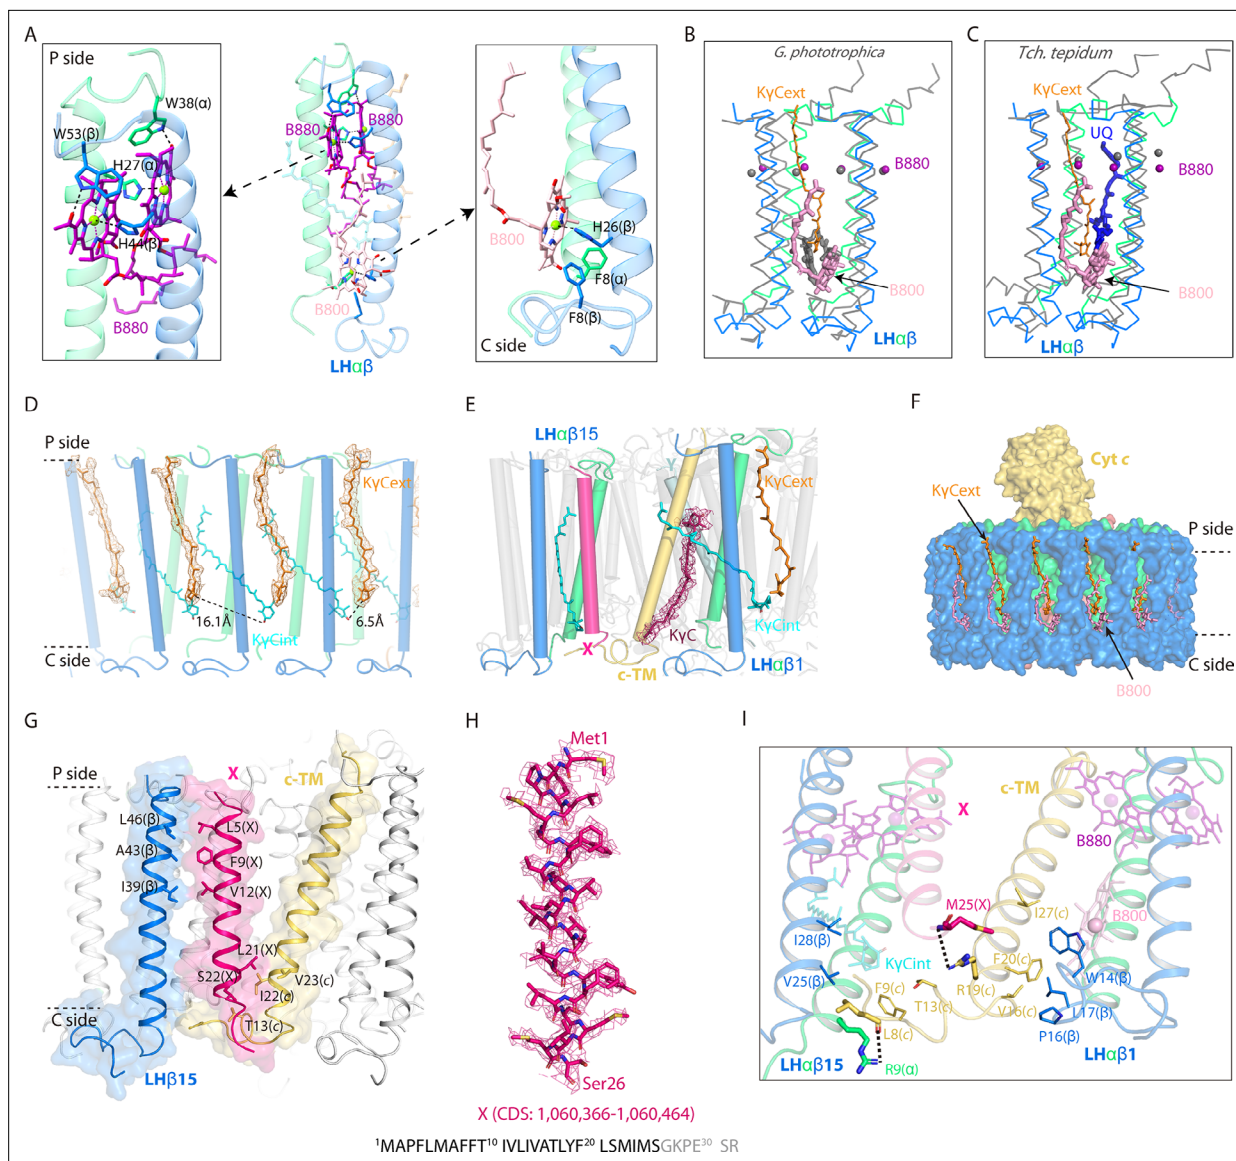 A
P side
W38(α)
W53(β)
H27(α)
H44(β)
B880
B880
B880
B800
LHαβ
B800
H26(β)
F8(α)
F8(β)
C side
B
G. phototrophica
KγCext
B800
LHαβ
C
Tch. tepidum
KγCext
UQ
B880
B880
B800
LHαβ
D
P side
KγCext
16.1Å
KγCint
6.5Å
C side
E
LHαβ15
KγCext
KγC
KγCint
X
c-TM
LHαβ1
F
Cyt c
KγCext
P side
C side
B800
G
P side
X
c-TM
L46(β)
L5(X)
A43(β)
F9(X)
I39(β)
V12(X)
L21(X)
S22(X)
V23(c)
I22(c)
C side
T13(c)
LHβ15
H
Met1
Ser26
X (CDS: 1,060,366-1,060,464)
¹MAPFLMAFFT¹⁰ IVLIVATLYF²⁰ LSMIMSGKPE³⁰ SR
I
c-TM
X
B880
M25(X)
I27(c)
B800
I28(β)
F20(c)
KγCint
W14(β)
V25(β)
F9(c)
R19(c)
T13(c)
V16(c)
L17(β)
L8(c)
P16(β)
LHαβ15
R9(α)
LHαβ1